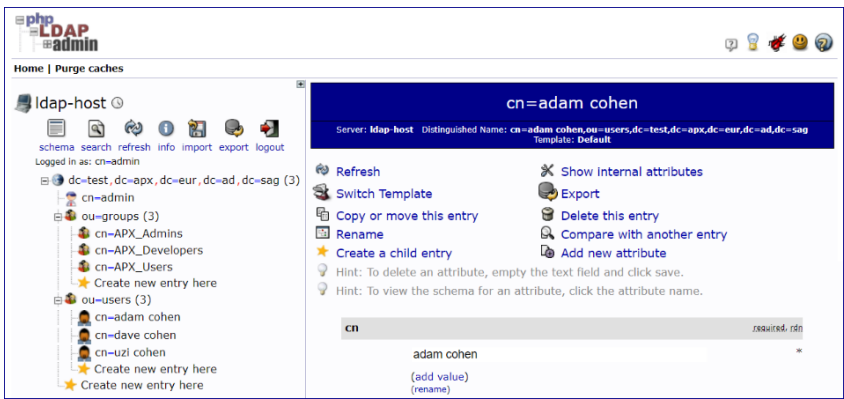 php
LDAP
admin
Home | Purge caches
ldap-host
schema search refresh info import export logout
Logged in as: cn=admin
dc=test,dc=apx,dc=eur,dc=ad,dc=sag (3)
cn=admin
ou=groups (3)
cn=APX_Admins
cn=APX_Developers
cn=APX_Users
Create new entry here
ou=users (3)
cn=adam cohen
cn=dave cohen
cn=uzi cohen
Create new entry here
Create new entry here
cn=adam cohen
Server: ldap-host Distinguished Name: cn=adam cohen,ou=users,dc=test,dc=apx,dc=eur,dc=ad,dc=sag
Template: Default
Refresh
Show internal attributes
Switch Template
Export
Copy or move this entry
Delete this entry
Rename
Compare with another entry
Create a child entry
Add new attribute
Hint: To delete an attribute, empty the text field and click save.
Hint: To view the schema for an attribute, click the attribute name.
cn
required, rdn
adam cohen
*
(add value)
(rename)